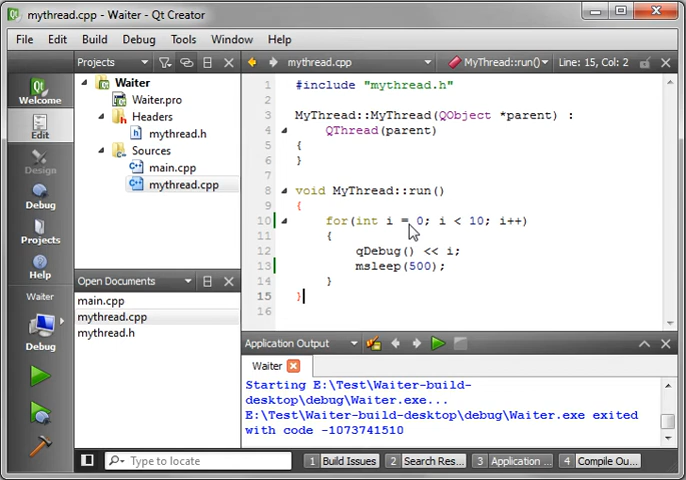 mythread.cpp - Waiter - Qt Creator
File Edit Build Debug Tools Window Help
Projects
mythread.cpp
MyThread::run()
Line: 15, Col: 2
Welcome
Edit
Design
Debug
Projects
Help
Waiter
Debug
Waiter
Waiter.pro
Headers
mythread.h
Sources
main.cpp
mythread.cpp
Open Documents
main.cpp
mythread.cpp
mythread.h
1 #include "mythread.h"
2
3 MyThread::MyThread(QObject *parent) :
4 QThread(parent)
5 {
6 }
7
8 void MyThread::run()
9 {
10 for(int i = 0; i < 10; i++)
11 {
12 qDebug() << i;
13 msleep(500);
14 }
15 }
16
Application Output
Waiter
Starting E:\Test\Waiter-build-
desktop\debug\Waiter.exe...
E:\Test\Waiter-build-desktop\debug\Waiter.exe exited
with code -1073741510
Type to locate
1 Build Issues
2 Search Res...
3 Application ...
4 Compile Ou...